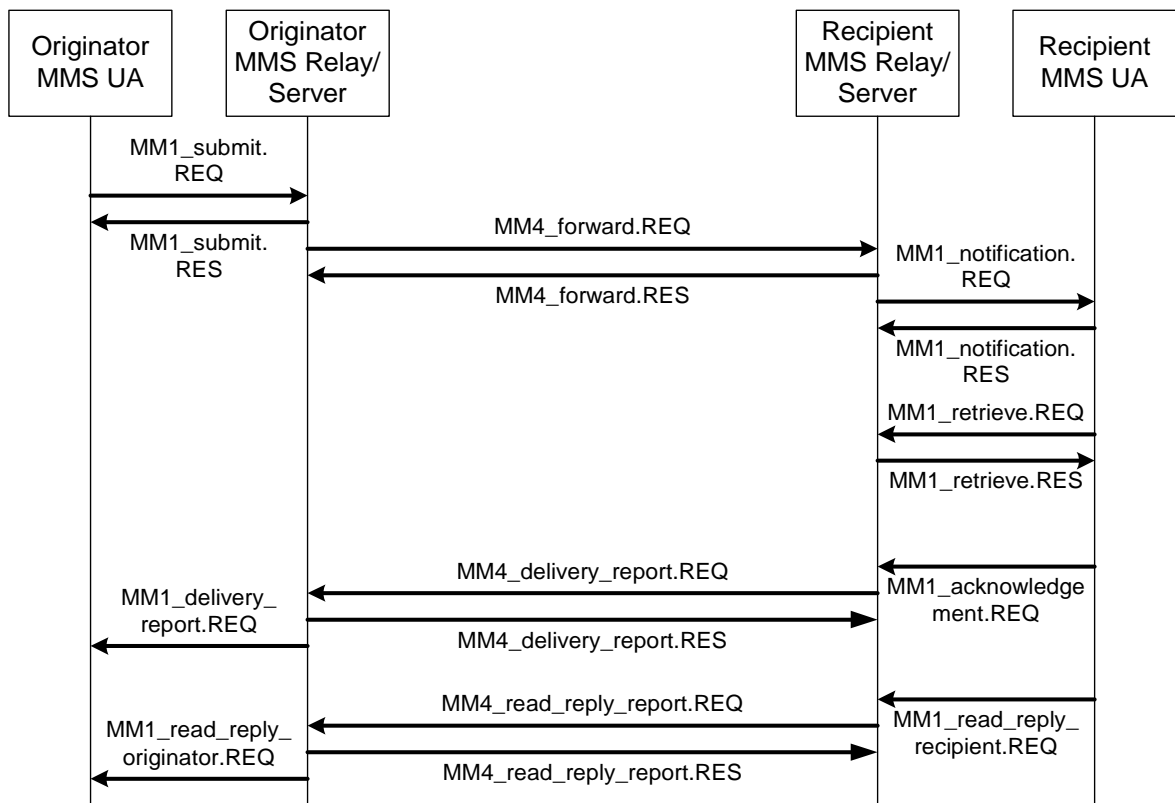 Originator
MMS UA
Originator
MMS Relay/
Server
Recipient
MMS Relay/
Server
Recipient
MMS UA
MM1_submit.
REQ
MM1_submit.
RES
MM4_forward.REQ
MM4_forward.RES
MM1_notification.
REQ
MM1_notification.
RES
MM1_retrieve.REQ
MM1_retrieve.RES
MM4_delivery_report.REQ
MM1_acknowledge
ment.REQ
MM1_delivery_
report.REQ
MM4_delivery_report.RES
MM4_read_reply_report.REQ
MM1_read_reply_
recipient.REQ
MM1_read_reply_
originator.REQ
MM4_read_reply_report.RES